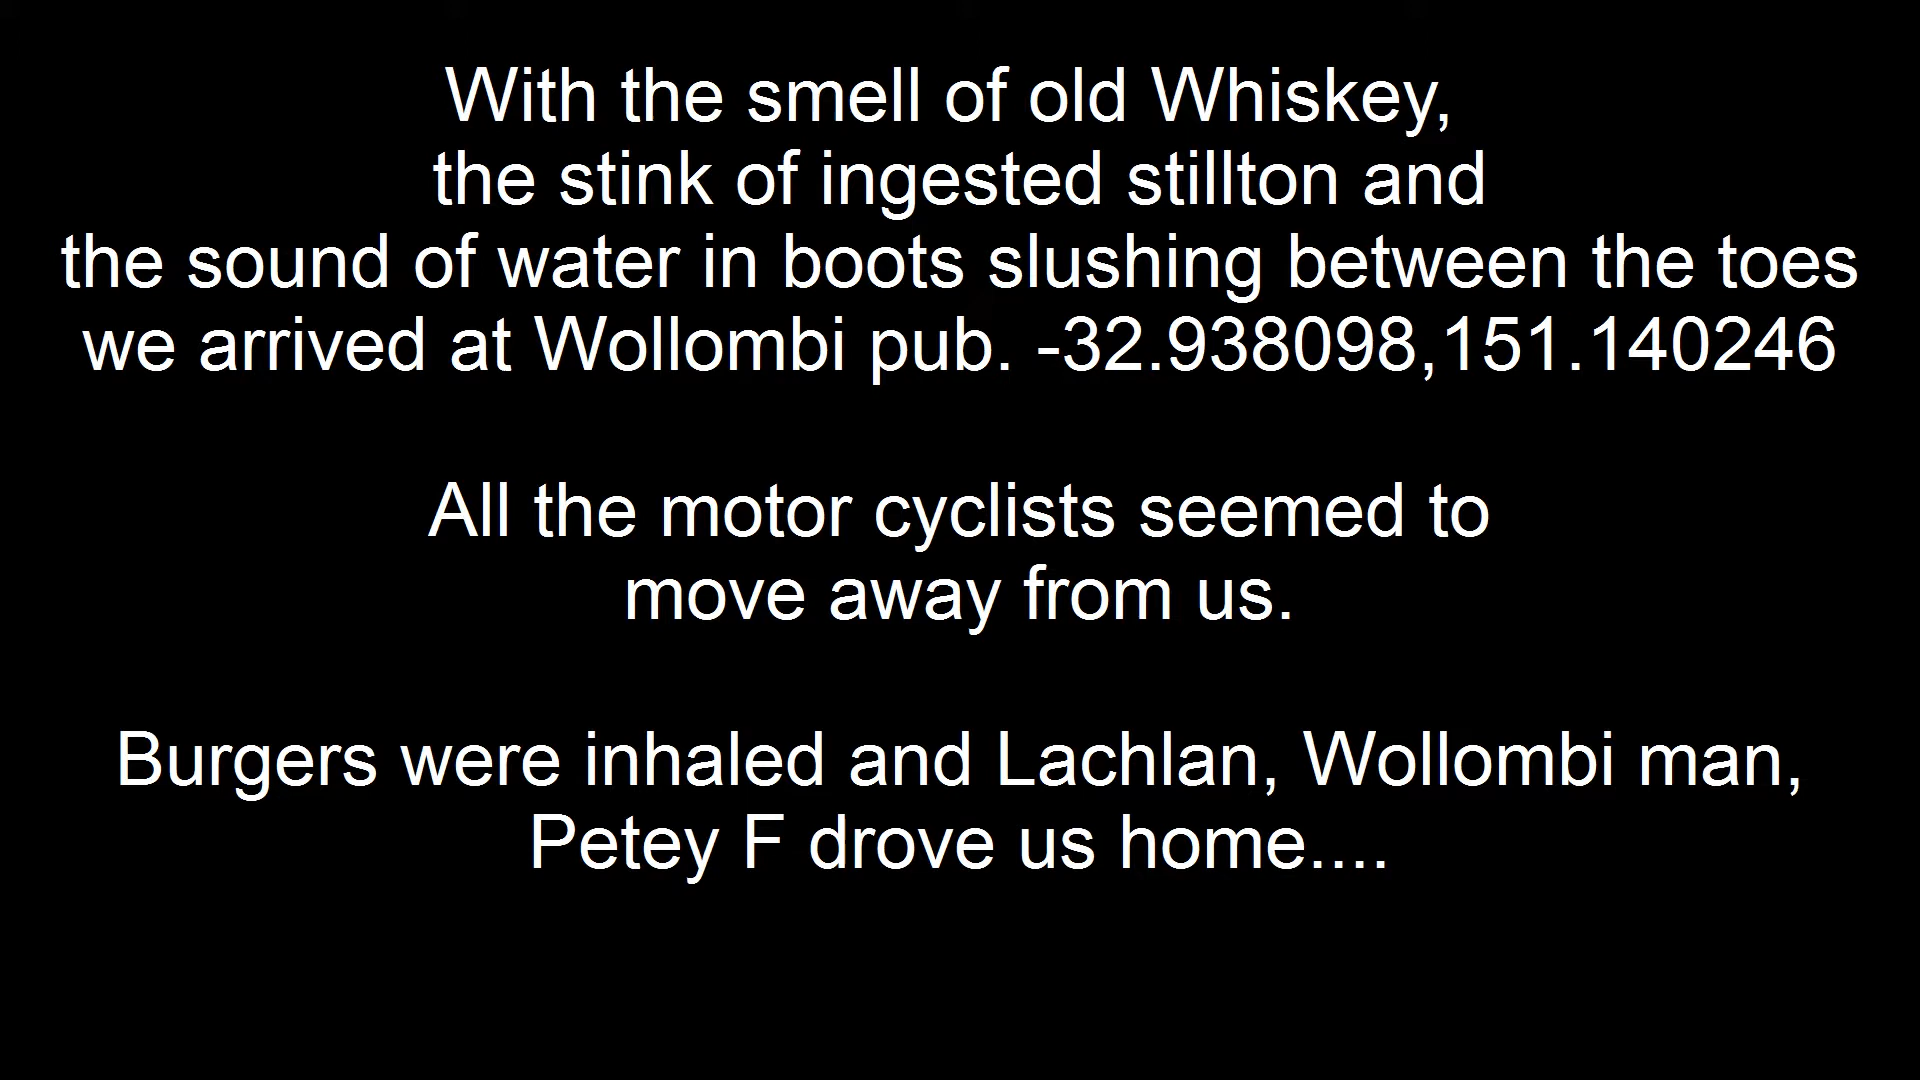 With the smell of old Whiskey,
the stink of ingested stillton and
the sound of water in boots slushing between the toes
we arrived at Wollombi pub. -32.938098,151.140246
All the motor cyclists seemed to
move away from us.
Burgers were inhaled and Lachlan, Wollombi man,
Petey F drove us home....